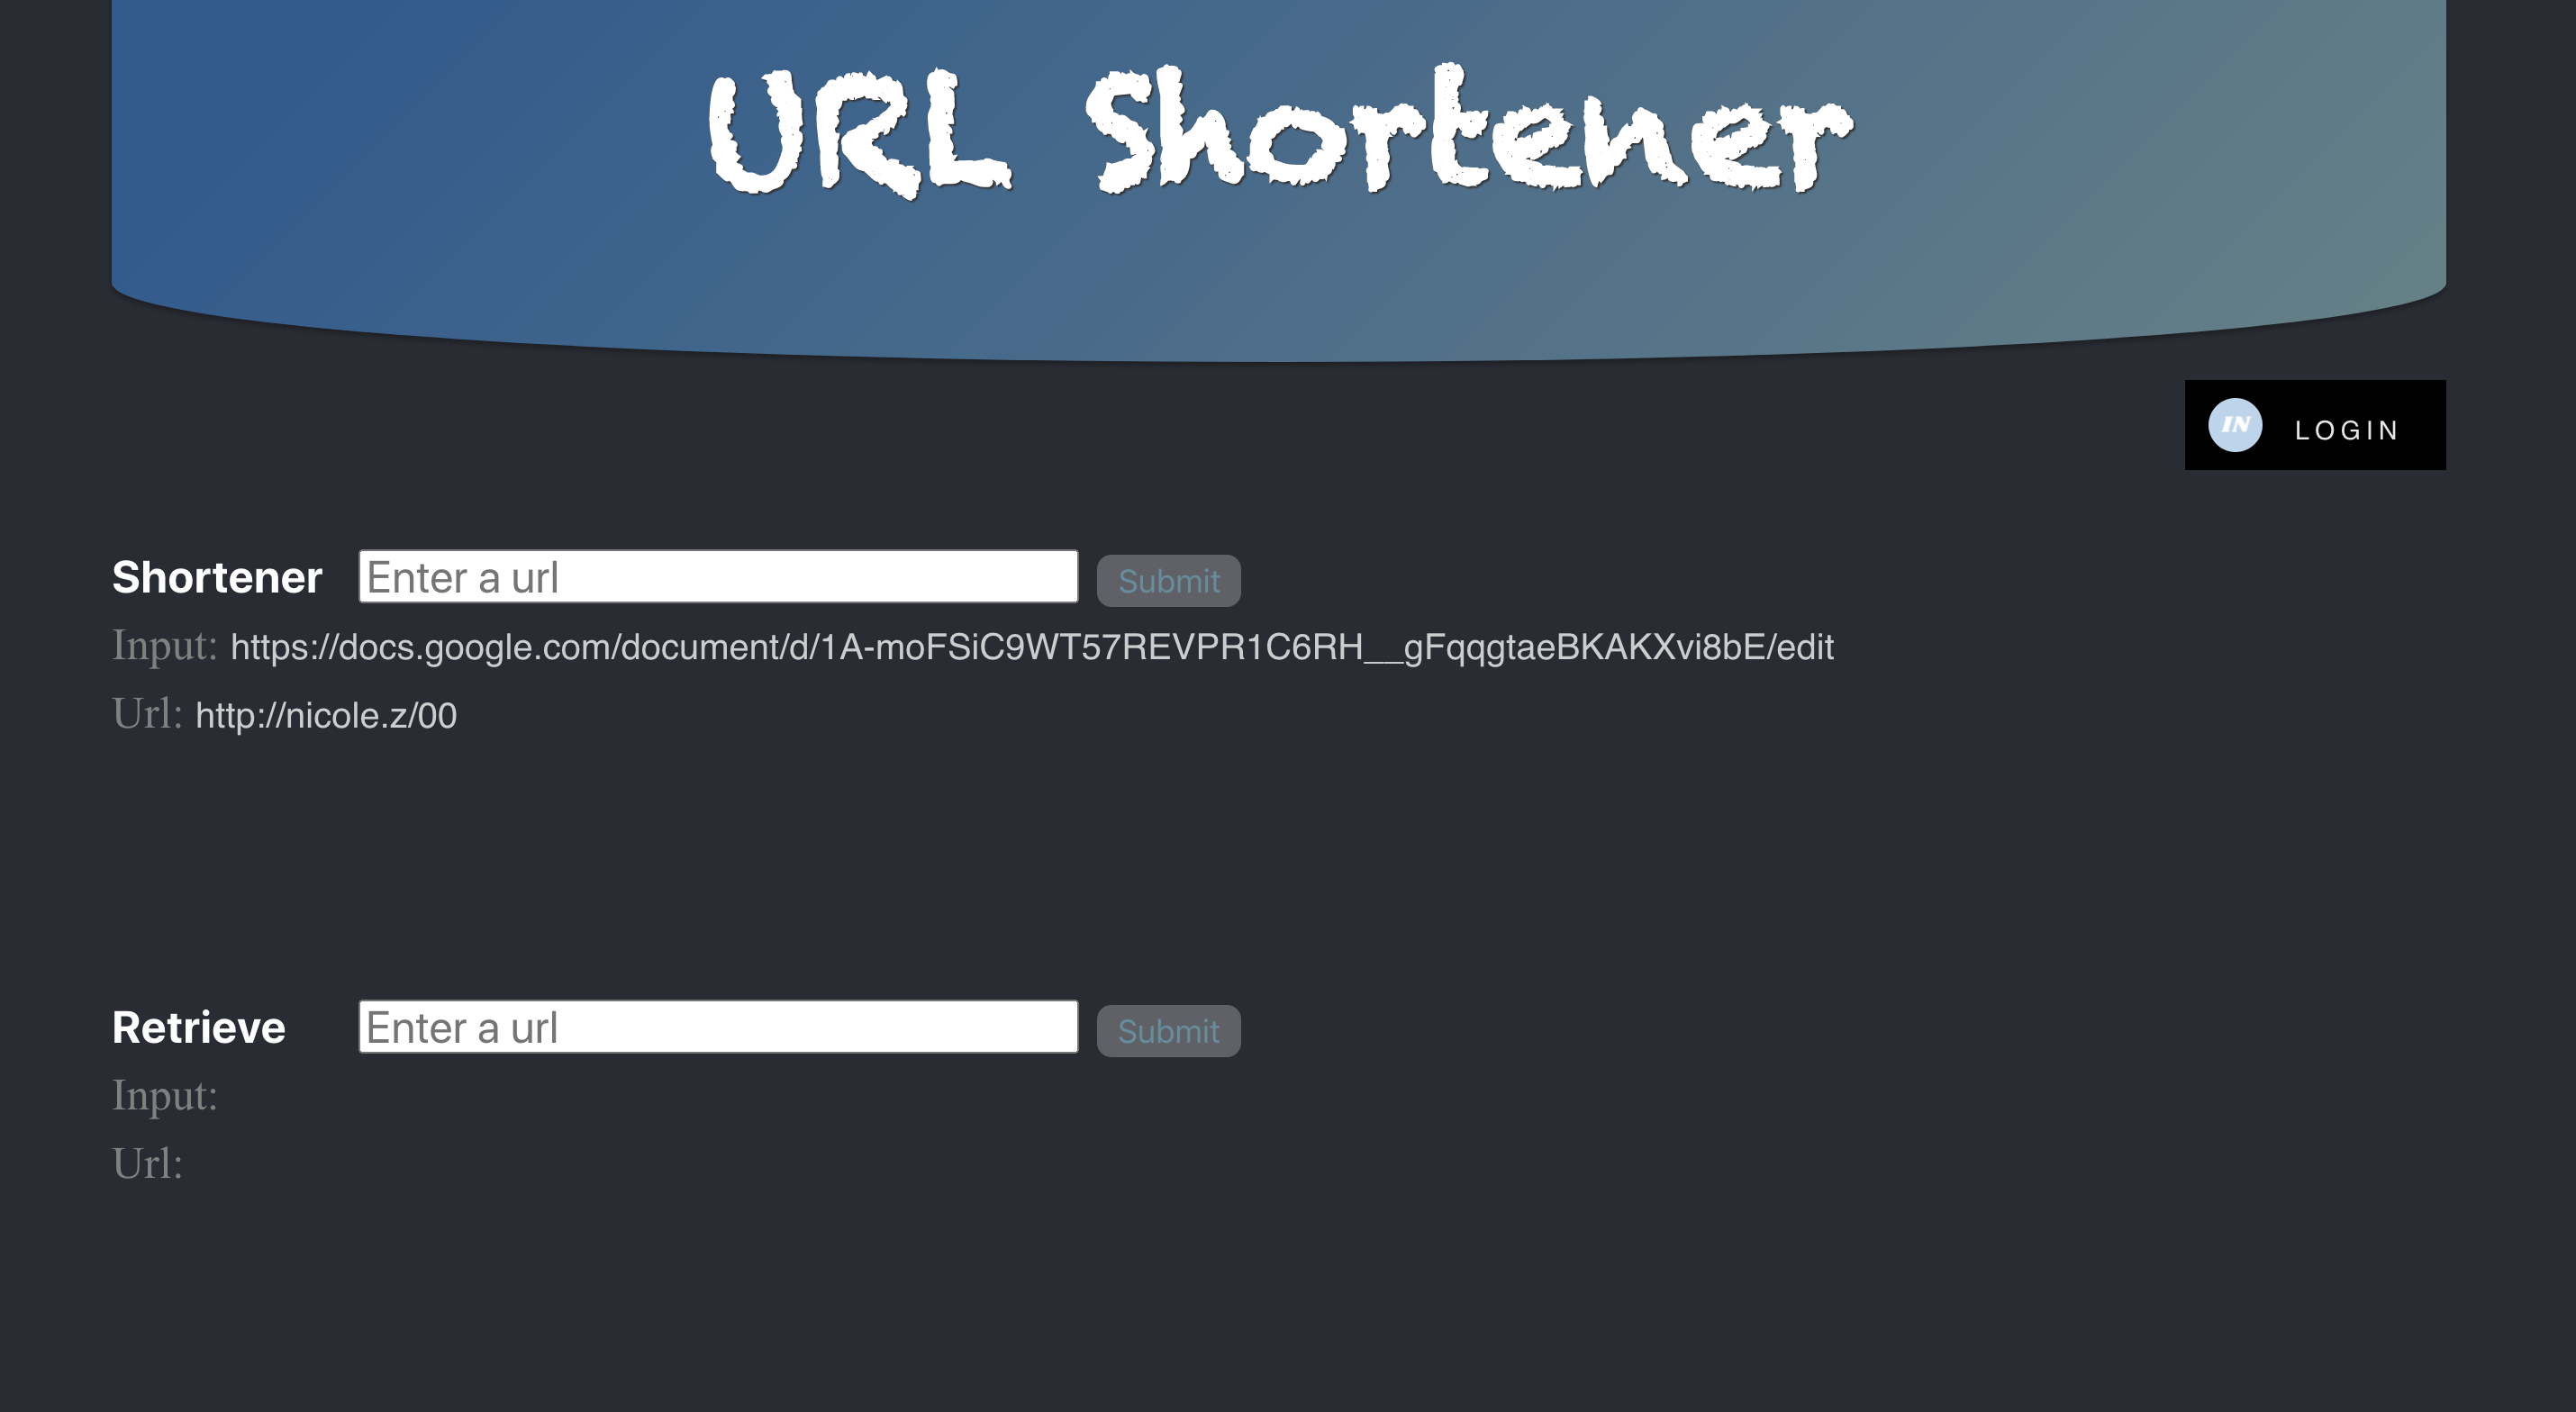 URL Shortener
IN LOGIN
Shortener Enter a url Submit
Input: https://docs.google.com/document/d/1A-moFSiC9WT57REVPR1C6RH__gFqqgtaeBKAKXvi8bE/edit
Url: http://nicole.z/00
Retrieve Enter a url Submit
Input:
Url: